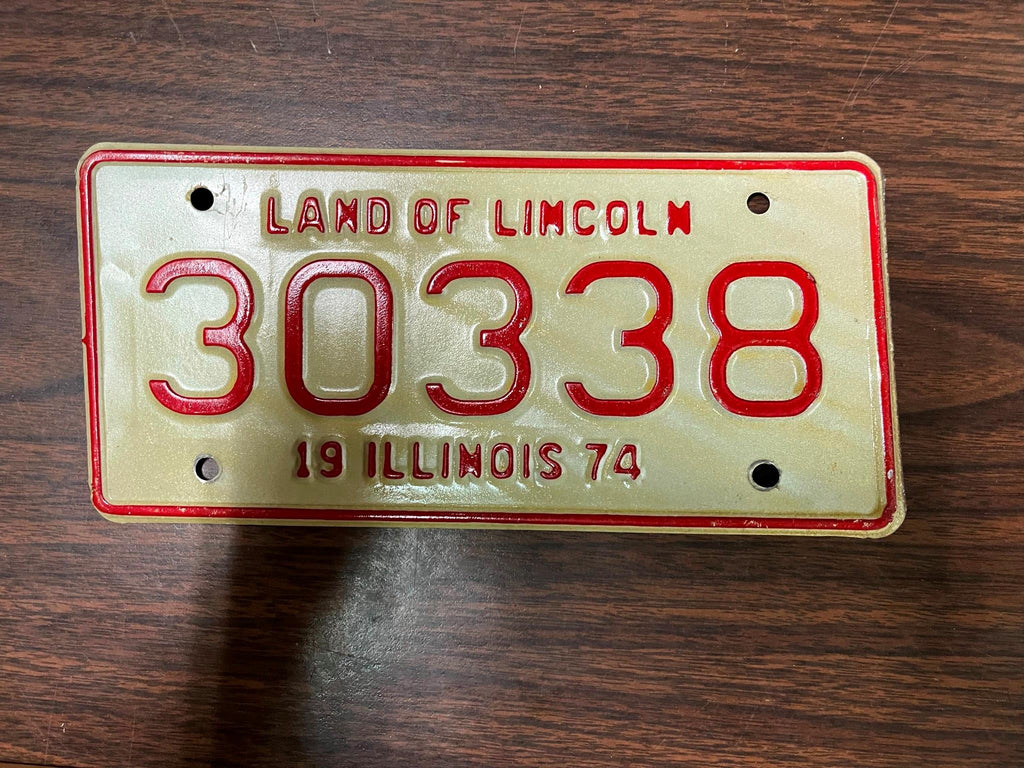 LAND OF LINCOLN
30338
19 ILLINOIS 74